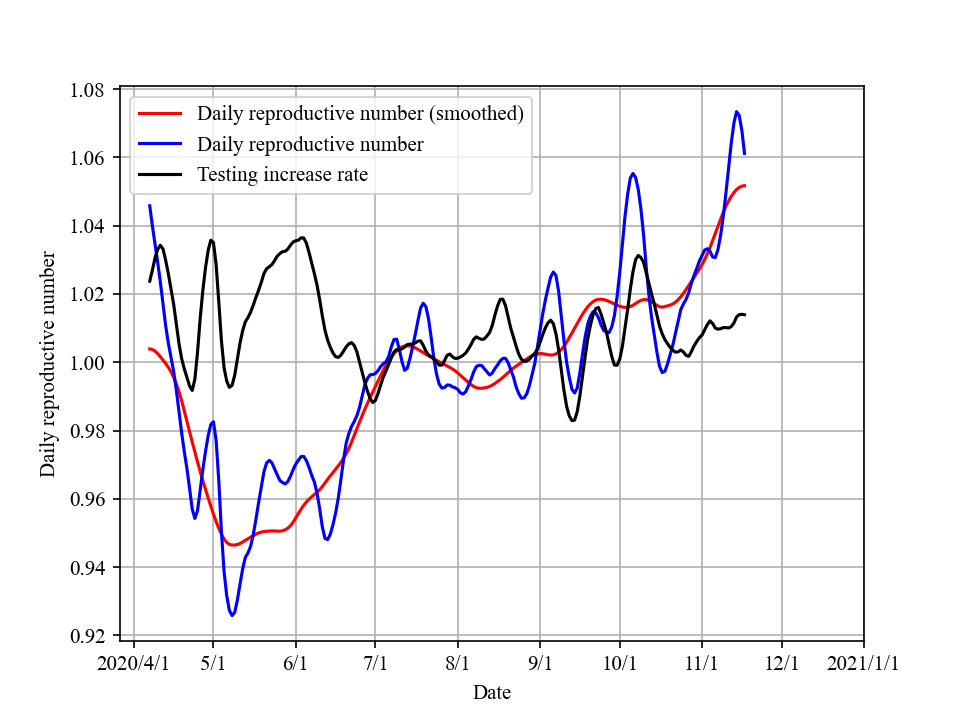 1.08
1.06
1.04
1.02
1.00
0.98
0.96
0.94
0.92
Daily reproductive number
Daily reproductive number (smoothed)
Daily reproductive number
Testing increase rate
2020/4/1 5/1 6/1 7/1 8/1 9/1 10/1 11/1 12/1 2021/1/1
Date